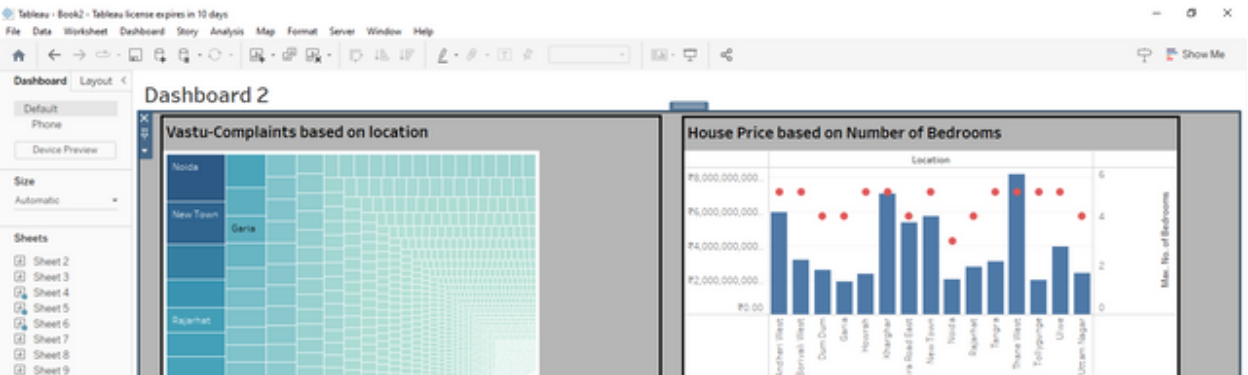 Tableau - Book2 - Tableau license expires in 10 days
File Data Worksheet Dashboard Story Analysis Map Format Server Window Help
Show Me
Dashboard Layout
Default
Phone
Device Preview
Size
Automatic
Sheets
Sheet 2
Sheet 3
Sheet 4
Sheet 5
Sheet 6
Sheet 7
Sheet 8
Sheet 9
Dashboard 2
Vastu-Complaints based on location
Noida
New Town
Garia
Rajarhat
House Price based on Number of Bedrooms
Location
₹8,000,000,000..
₹6,000,000,000..
₹4,000,000,000..
₹2,000,000,000..
₹0.00
6
4
2
0
Max. No. of Bedrooms
Andheri West
Borivali West
Dum Dum
Garia
Howrah
Kharghar
ra Road East
New Town
Noida
Rajarhat
Tangra
Thane West
Tollygunge
Ulwe
Uttam Nagar